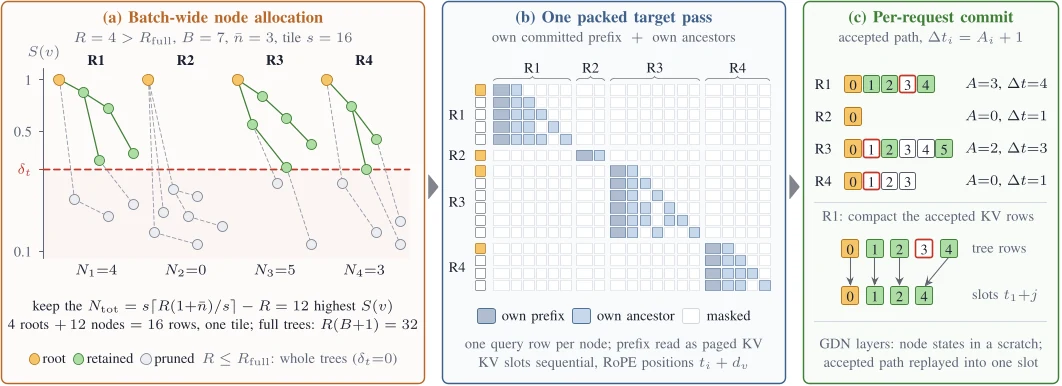 (a) Batch-wide node allocation
R = 4 > R_full, B = 7, n̄ = 3, tile s = 16
S(v)
R1 R2 R3 R4
1
0.5
δ_t
0.1
N₁=4 N₂=0 N₃=5 N₄=3
keep the N_tot = s⌈R(1+n̄)/s⌉ − R = 12 highest S(v)
4 roots + 12 nodes = 16 rows, one tile; full trees: R(B+1) = 32
root retained pruned R ≤ R_full: whole trees (δ_t=0)
(b) One packed target pass
own committed prefix + own ancestors
R1 R2 R3 R4
R1
R2
R3
R4
own prefix own ancestor masked
one query row per node; prefix read as paged KV
KV slots sequential, RoPE positions t_i + d_v
(c) Per-request commit
accepted path, Δt_i = A_i + 1
R1 0 1 2 3 4 A=3, Δt=4
R2 0 A=0, Δt=1
R3 0 1 2 3 4 5 A=2, Δt=3
R4 0 1 2 3 A=0, Δt=1
R1: compact the accepted KV rows
0 1 2 3 4 tree rows
0 1 2 4 slots t₁+j
GDN layers: node states in a scratch;
accepted path replayed into one slot